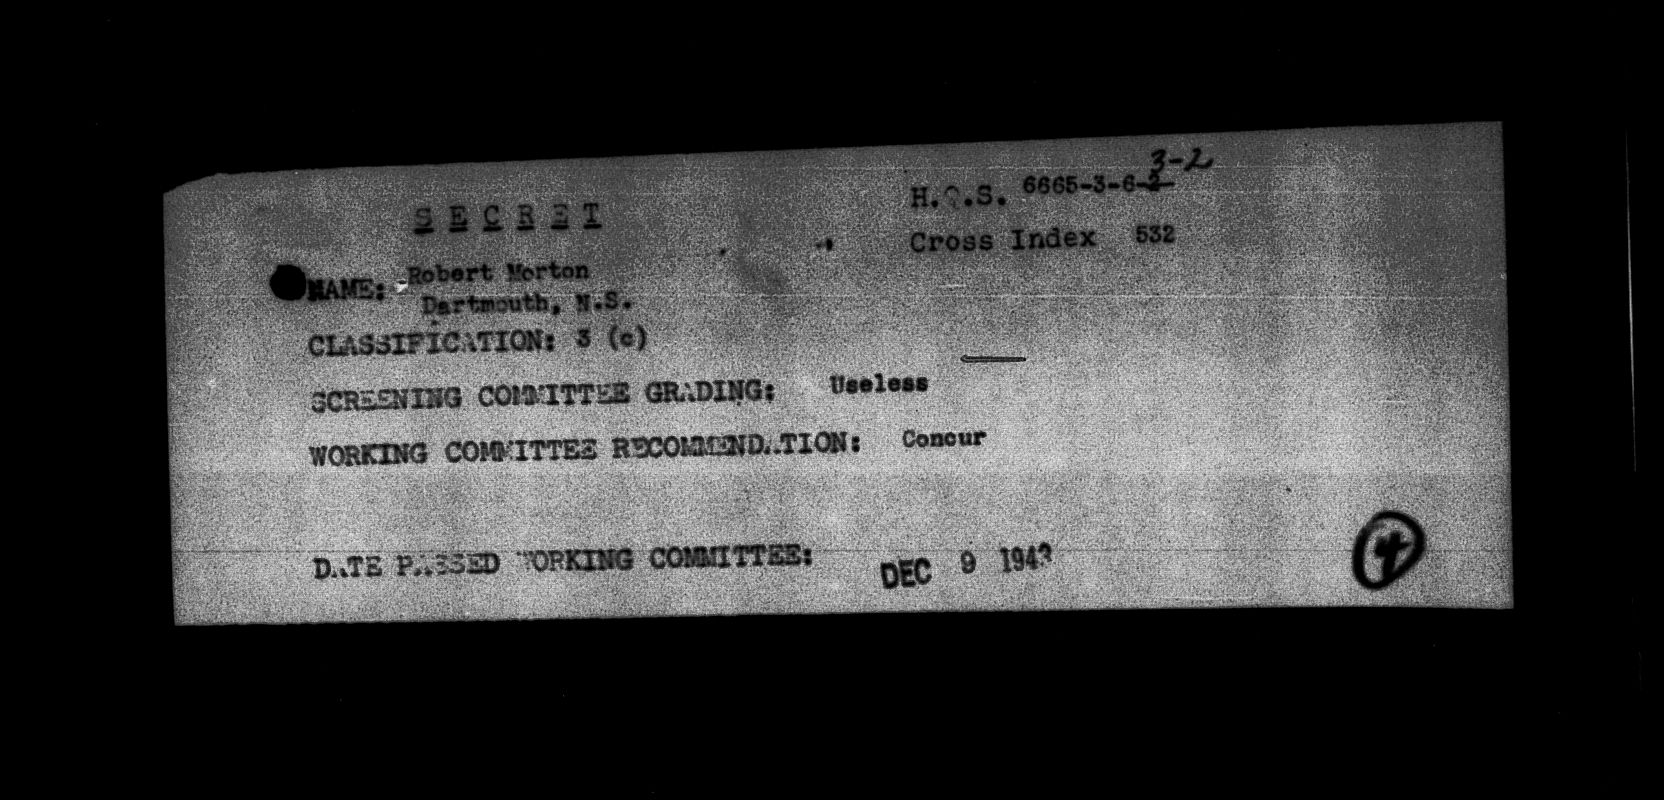 3-2
S E C R E T
H.Q.S. 6665-3-6-2
Cross Index 532
NAME: Robert Morton
Dartmouth, N.S.
CLASSIFICATION: 3 (c)
SCREENING COMMITTEE GRADING: Useless
WORKING COMMITTEE RECOMMENDATION: Concur
DATE PASSED WORKING COMMITTEE: DEC 9 1943
4